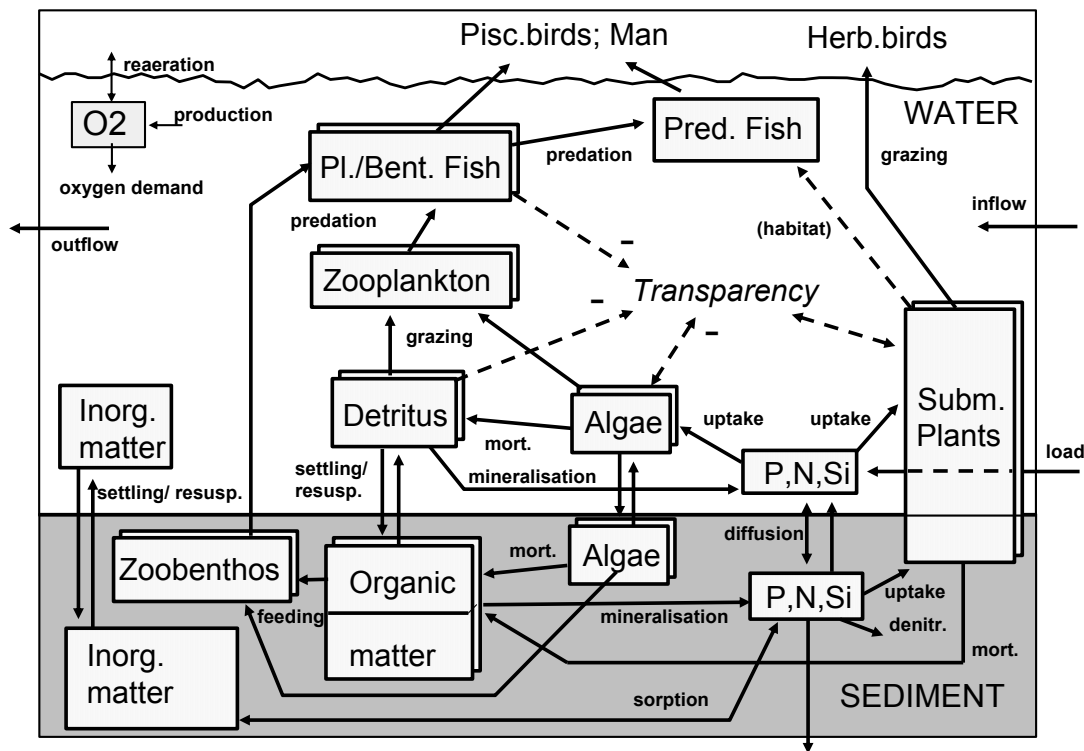 Pisc.birds; Man
Herb.birds
reaeration
O2
production
oxygen demand
WATER
Pl./Bent. Fish
predation
Pred. Fish
grazing
predation
outflow
inflow
(habitat)
–
Zooplankton
–
Transparency
–
grazing
Inorg.
matter
Detritus
mort.
Algae
uptake
uptake
Subm.
Plants
settling/
resusp.
mineralisation
P,N,Si
load
settling/ resusp.
Zoobenthos
feeding
Organic
matter
mort.
Algae
diffusion
P,N,Si
uptake
denitr.
mineralisation
mort.
Inorg.
matter
sorption
SEDIMENT